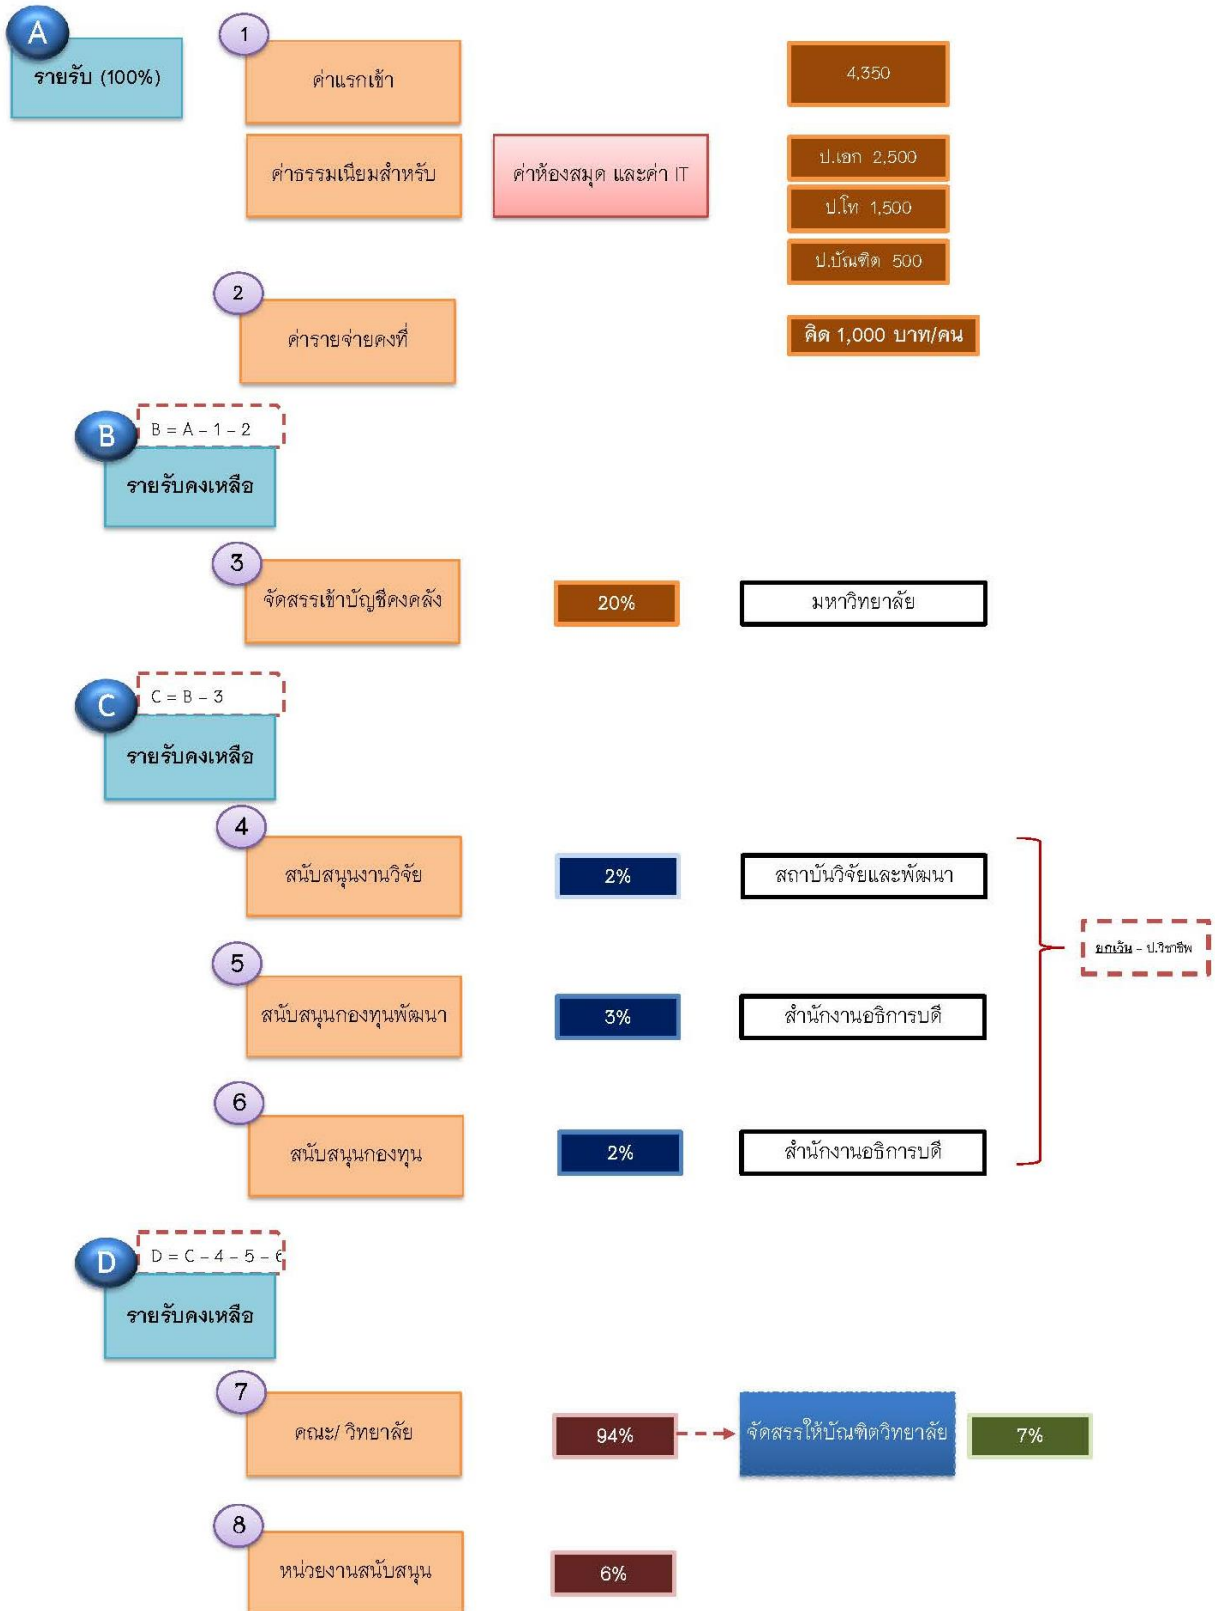 A
รายรับ (100%)
1
ค่าแรกเข้า
4,350
ค่าธรรมเนียมสำหรับ
ค่าห้องสมุด และค่า IT
ป.เอก 2,500
ป.โท 1,500
ป.บัณฑิต 500
2
ค่ารายจ่ายคงที่
คิด 1,000 บาท/คน
B
B = A – 1 – 2
รายรับคงเหลือ
3
จัดสรรเข้าบัญชีคงคลัง
20%
มหาวิทยาลัย
C
C = B – 3
รายรับคงเหลือ
4
สนับสนุนงานวิจัย
2%
สถาบันวิจัยและพัฒนา
ยกเว้น – ป.วิชาชีพ
5
สนับสนุนกองทุนพัฒนา
3%
สำนักงานอธิการบดี
6
สนับสนุนกองทุน
2%
สำนักงานอธิการบดี
D
D = C – 4 – 5 – 6
รายรับคงเหลือ
7
คณะ/ วิทยาลัย
94%
จัดสรรให้บัณฑิตวิทยาลัย
7%
8
หน่วยงานสนับสนุน
6%